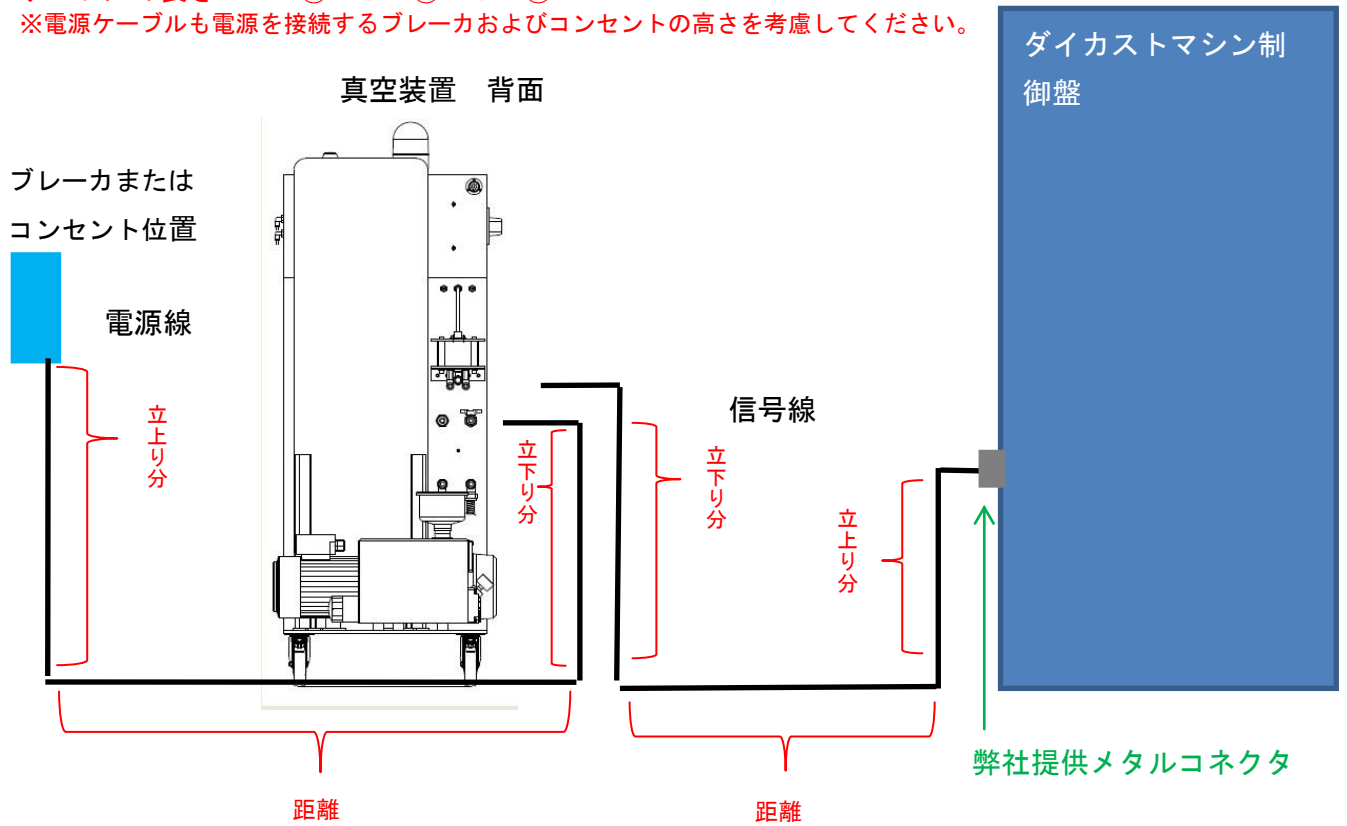 ※電源ケーブルも電源を接続するブレーカおよびコンセントの高さを考慮してください。
ダイカストマシン制
御盤
真空装置　背面
ブレーカまたは
コンセント位置
電源線
信号線
立上り分
立下り分
立下り分
立上り分
弊社提供メタルコネクタ
距離
距離